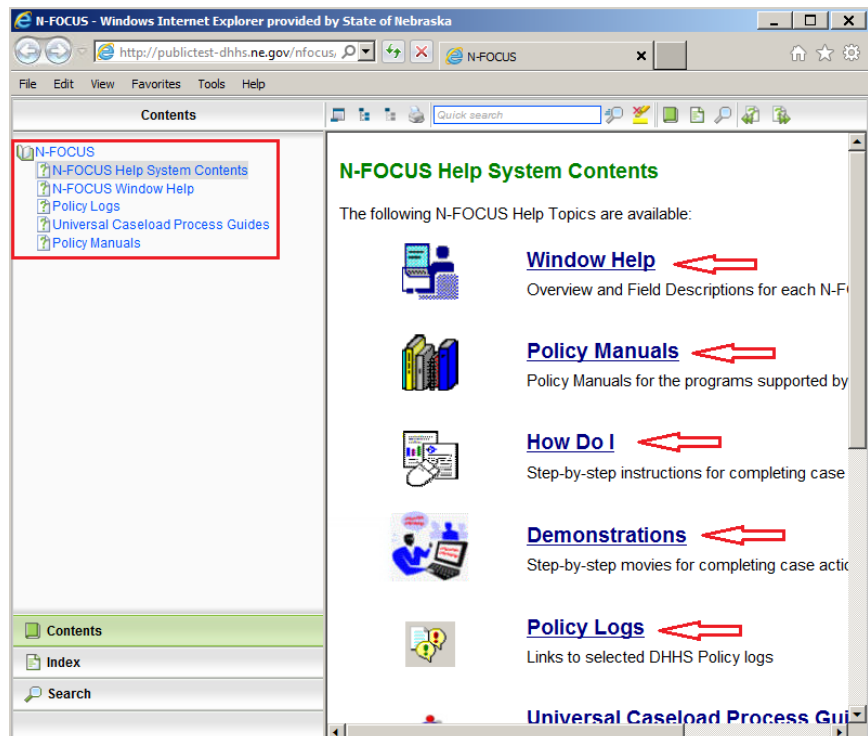 N-FOCUS - Windows Internet Explorer provided by State of Nebraska
http://publictest-dhhs.ne.gov/nfocus,
N-FOCUS
File Edit View Favorites Tools Help
Contents
Quick search
N-FOCUS
N-FOCUS Help System Contents
N-FOCUS Window Help
Policy Logs
Universal Caseload Process Guides
Policy Manuals
Contents
Index
Search
N-FOCUS Help System Contents
The following N-FOCUS Help Topics are available:
Window Help
Overview and Field Descriptions for each N-F
Policy Manuals
Policy Manuals for the programs supported by
How Do I
Step-by-step instructions for completing case
Demonstrations
Step-by-step movies for completing case actio
Policy Logs
Links to selected DHHS Policy logs
Universal Caseload Process Gui